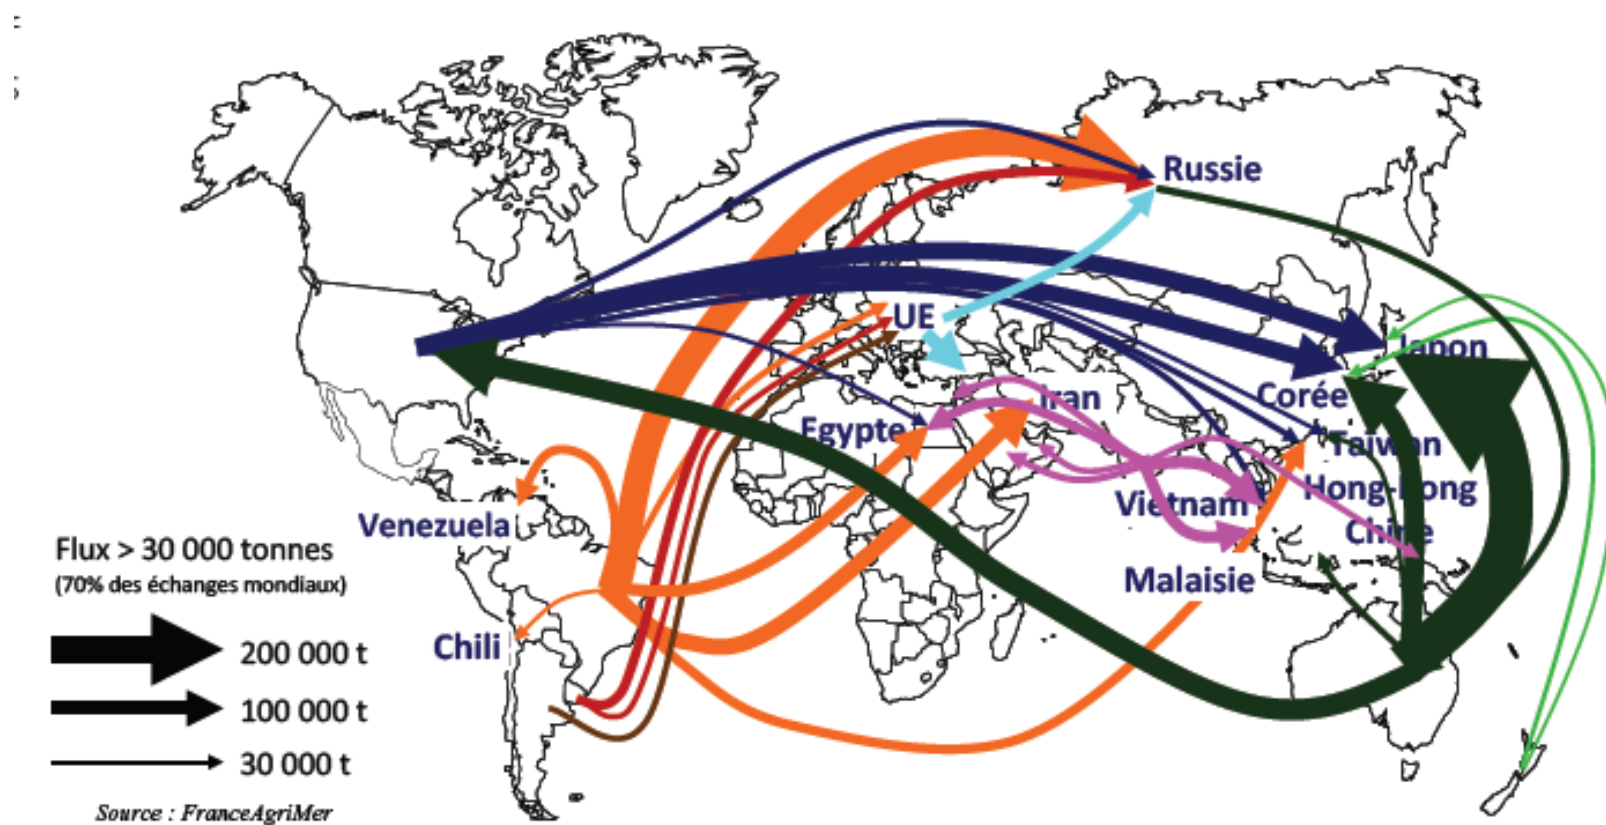 Russie
UE
Japon
Iran
Corée
Egypte
Taiwan
Hong-Kong
Vietnam
Chine
Venezuela
Malaisie
Chili
Flux > 30 000 tonnes
(70% des échanges mondiaux)
200 000 t
100 000 t
30 000 t
Source : FranceAgriMer